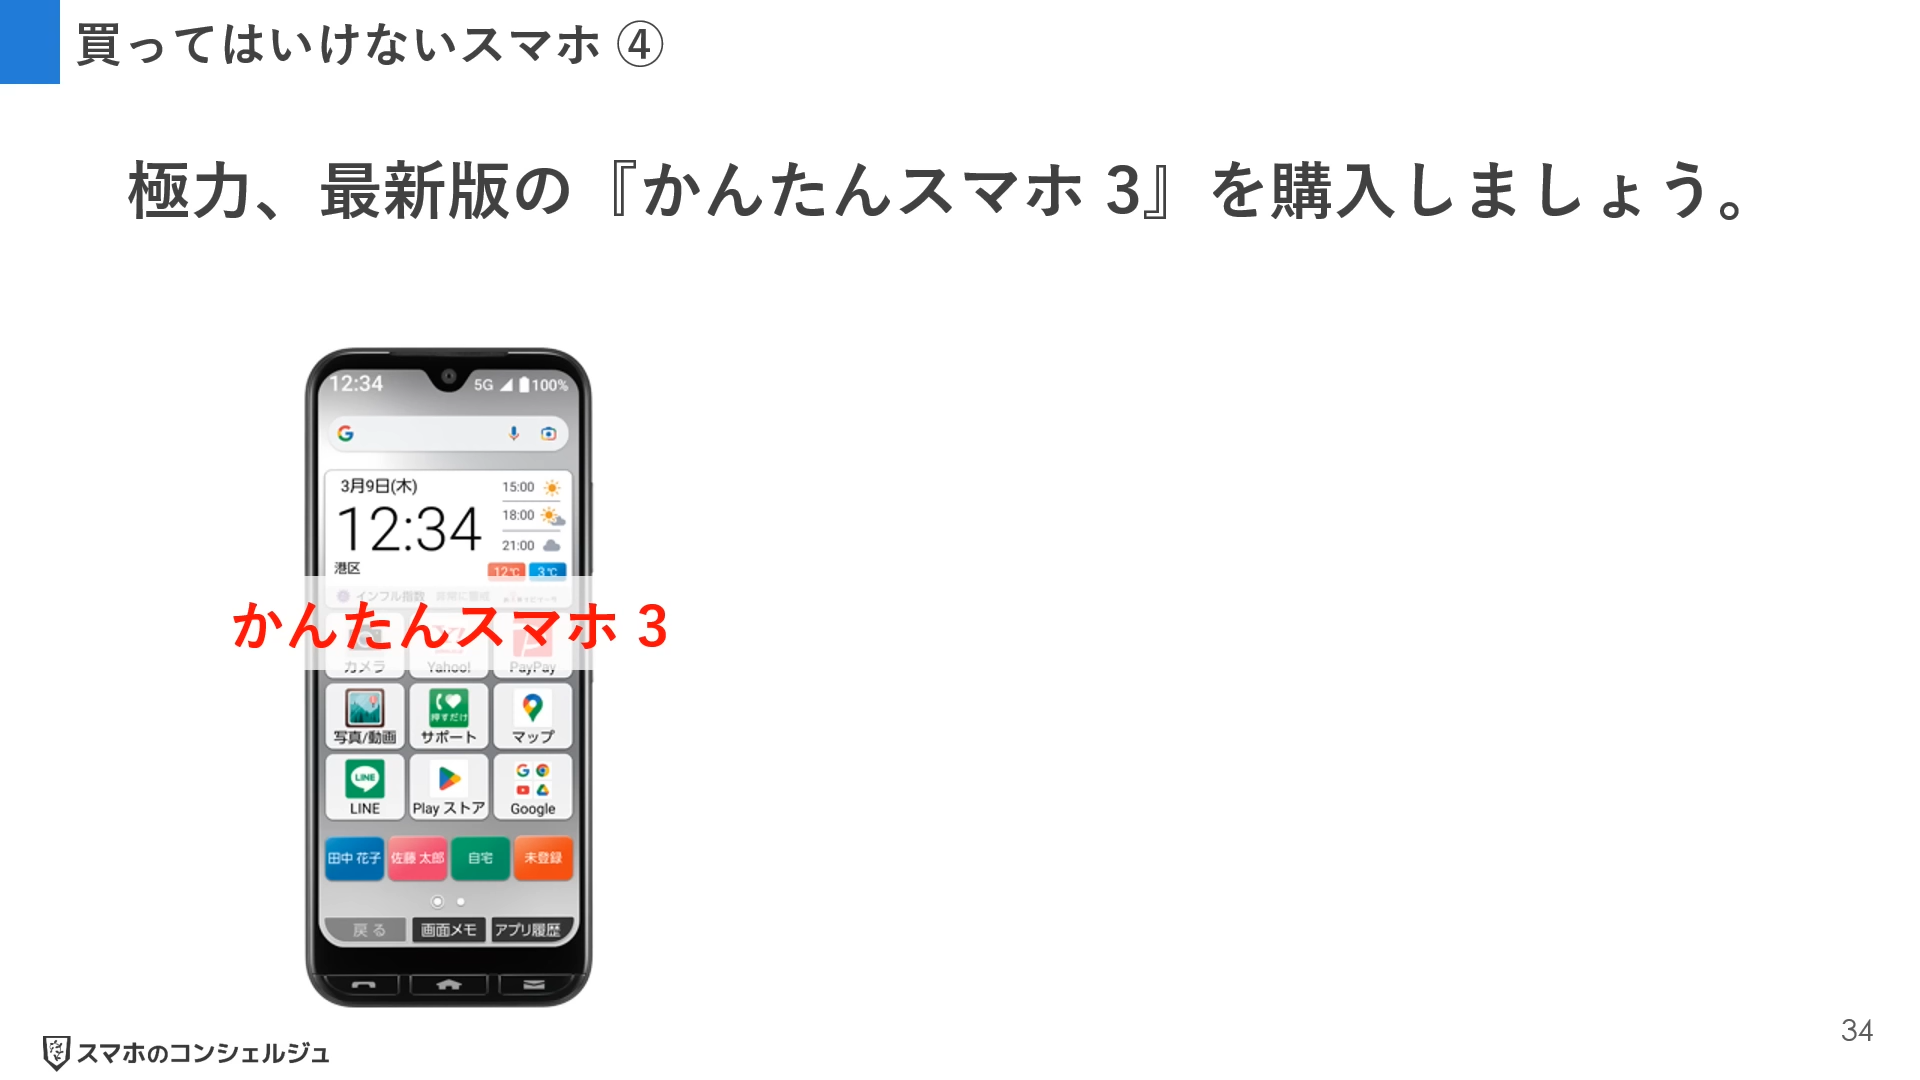 買ってはいけないスマホ ④
極力、最新版の『かんたんスマホ 3』を購入しましょう。
12:34
5G 100%
3月9日(木)
12:34
港区
15:00
18:00
21:00
12℃ 3℃
インフル指数
かんたんスマホ 3
カメラ Yahoo! PayPay
押すだけ
写真/動画 サポート マップ
LINE
LINE Play ストア Google
田中 花子 佐藤 太郎 自宅 未登録
戻る 画面メモ アプリ履歴
スマホのコンシェルジュ
34